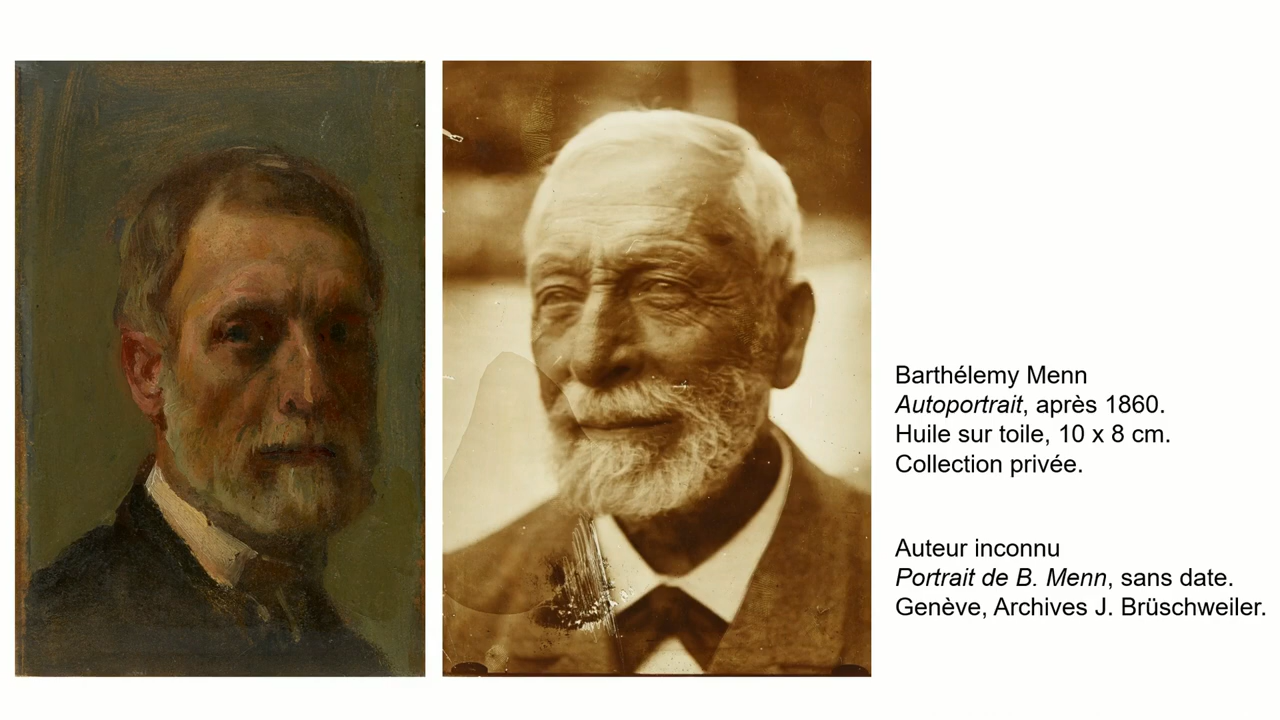 Barthélemy Menn
Autoportrait, après 1860.
Huile sur toile, 10 x 8 cm.
Collection privée.
Auteur inconnu
Portrait de B. Menn, sans date.
Genève, Archives J. Brüschweiler.